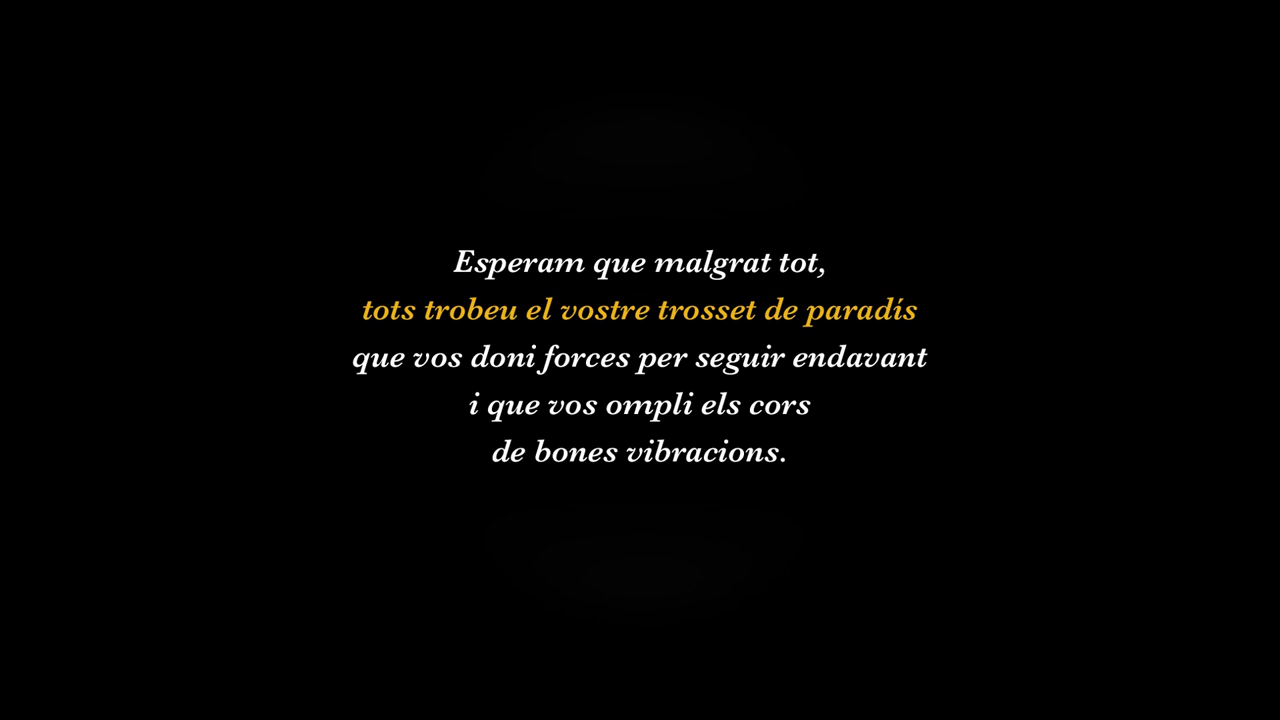 Esperam que malgrat tot,
tots trobeu el vostre trosset de paradís
que vos doni forces per seguir endavant
i que vos ompli els cors
de bones vibracions.